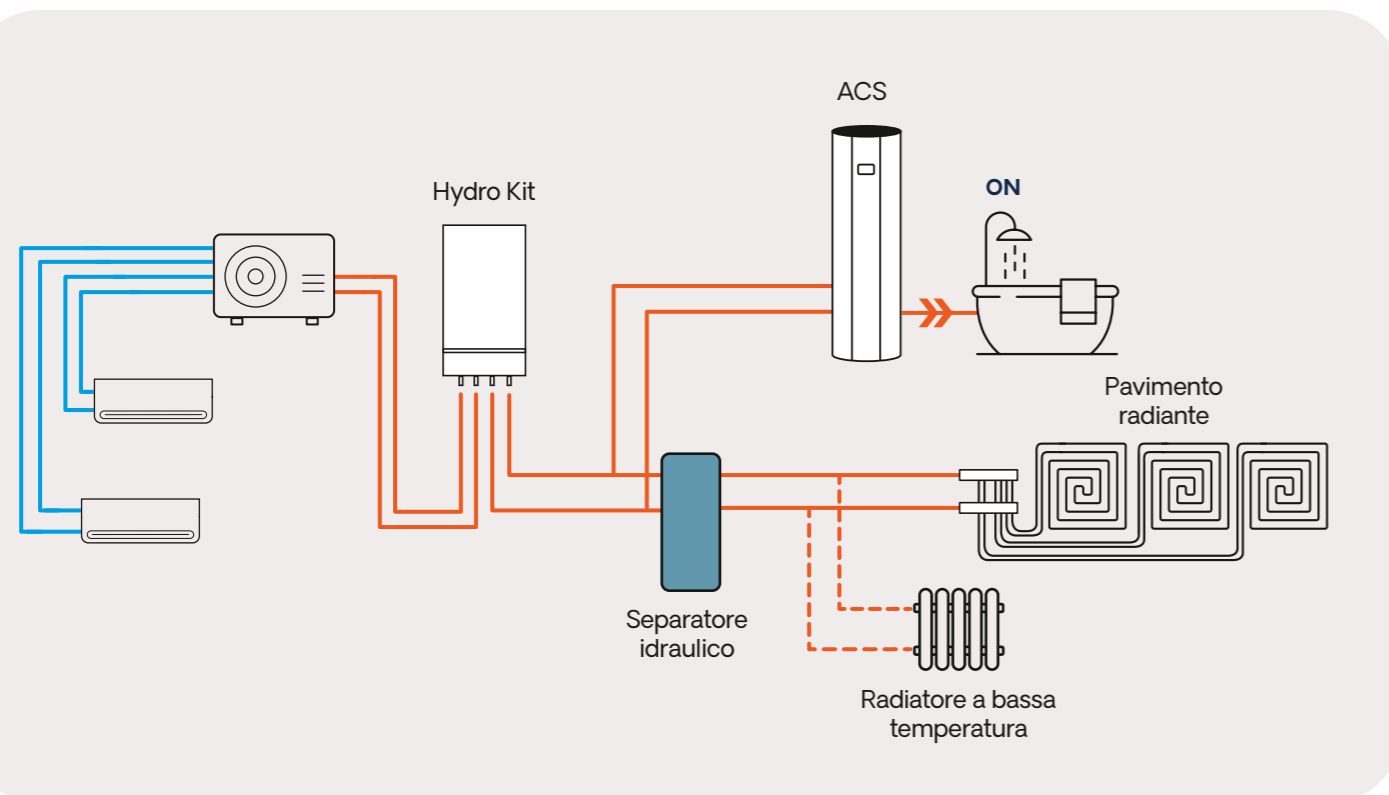 ACS
Hydro Kit
ON
Pavimento
radiante
Separatore
idraulico
Radiatore a bassa
temperatura